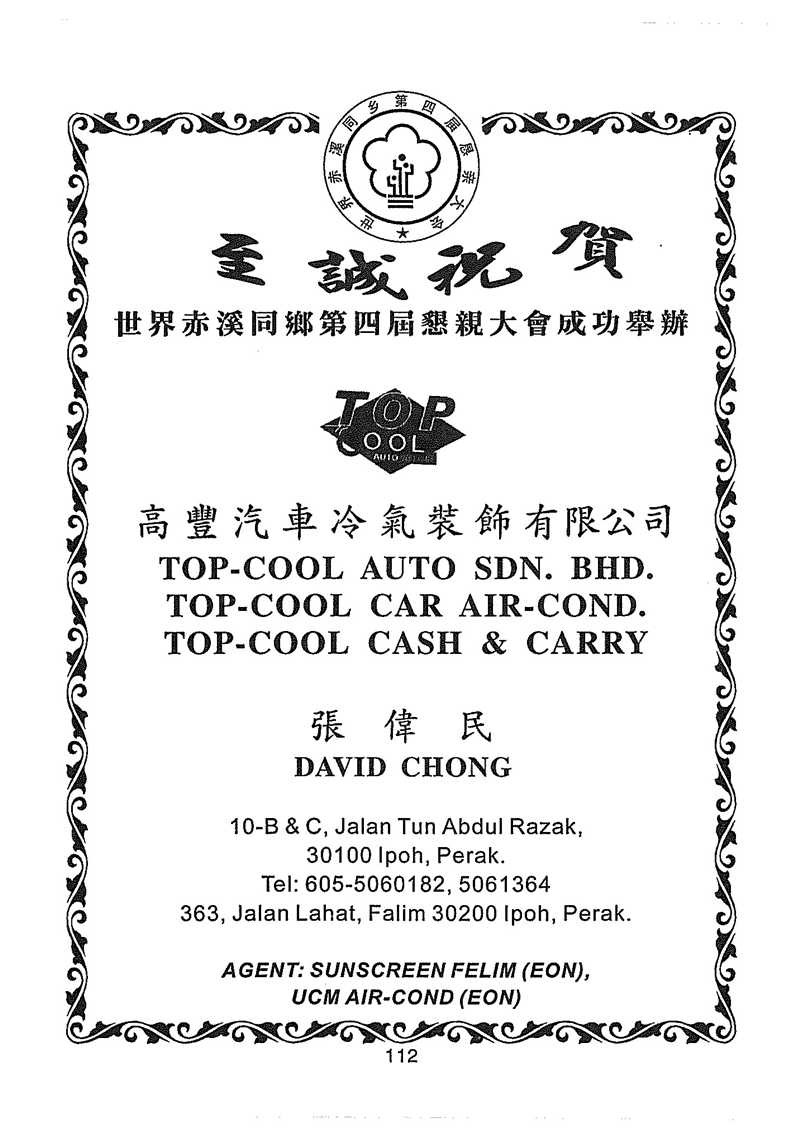 世界赤溪同乡第四届恳亲大会
至誠祝賀
世界赤溪同鄉第四屆懇親大會成功舉辦
TOP
COOL
AUTO
高豐汽車冷氣裝飾有限公司
TOP-COOL AUTO SDN. BHD.
TOP-COOL CAR AIR-COND.
TOP-COOL CASH & CARRY
張偉民
DAVID CHONG
10-B & C, Jalan Tun Abdul Razak,
30100 Ipoh, Perak.
Tel: 605-5060182, 5061364
363, Jalan Lahat, Falim 30200 Ipoh, Perak.
AGENT: SUNSCREEN FELIM (EON),
UCM AIR-COND (EON)
112